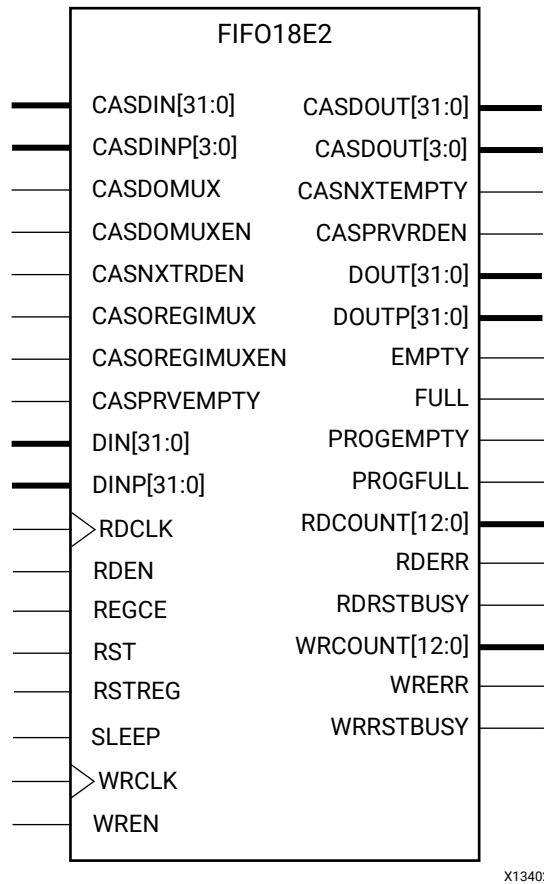 FIFO18E2
CASDIN[31:0]
CASDINP[3:0]
CASDOMUX
CASDOMUXEN
CASNXTRDEN
CASOREGIMUX
CASOREGIMUXEN
CASPRVEMPTY
DIN[31:0]
DINP[31:0]
RDCLK
RDEN
REGCE
RST
RSTREG
SLEEP
WRCLK
WREN
CASDOUT[31:0]
CASDOUT[3:0]
CASNXTEMPTY
CASPRVRDEN
DOUT[31:0]
DOUTP[31:0]
EMPTY
FULL
PROGEMPTY
PROGFULL
RDCOUNT[12:0]
RDERR
RDRSTBUSY
WRCOUNT[12:0]
WRERR
WRRSTBUSY